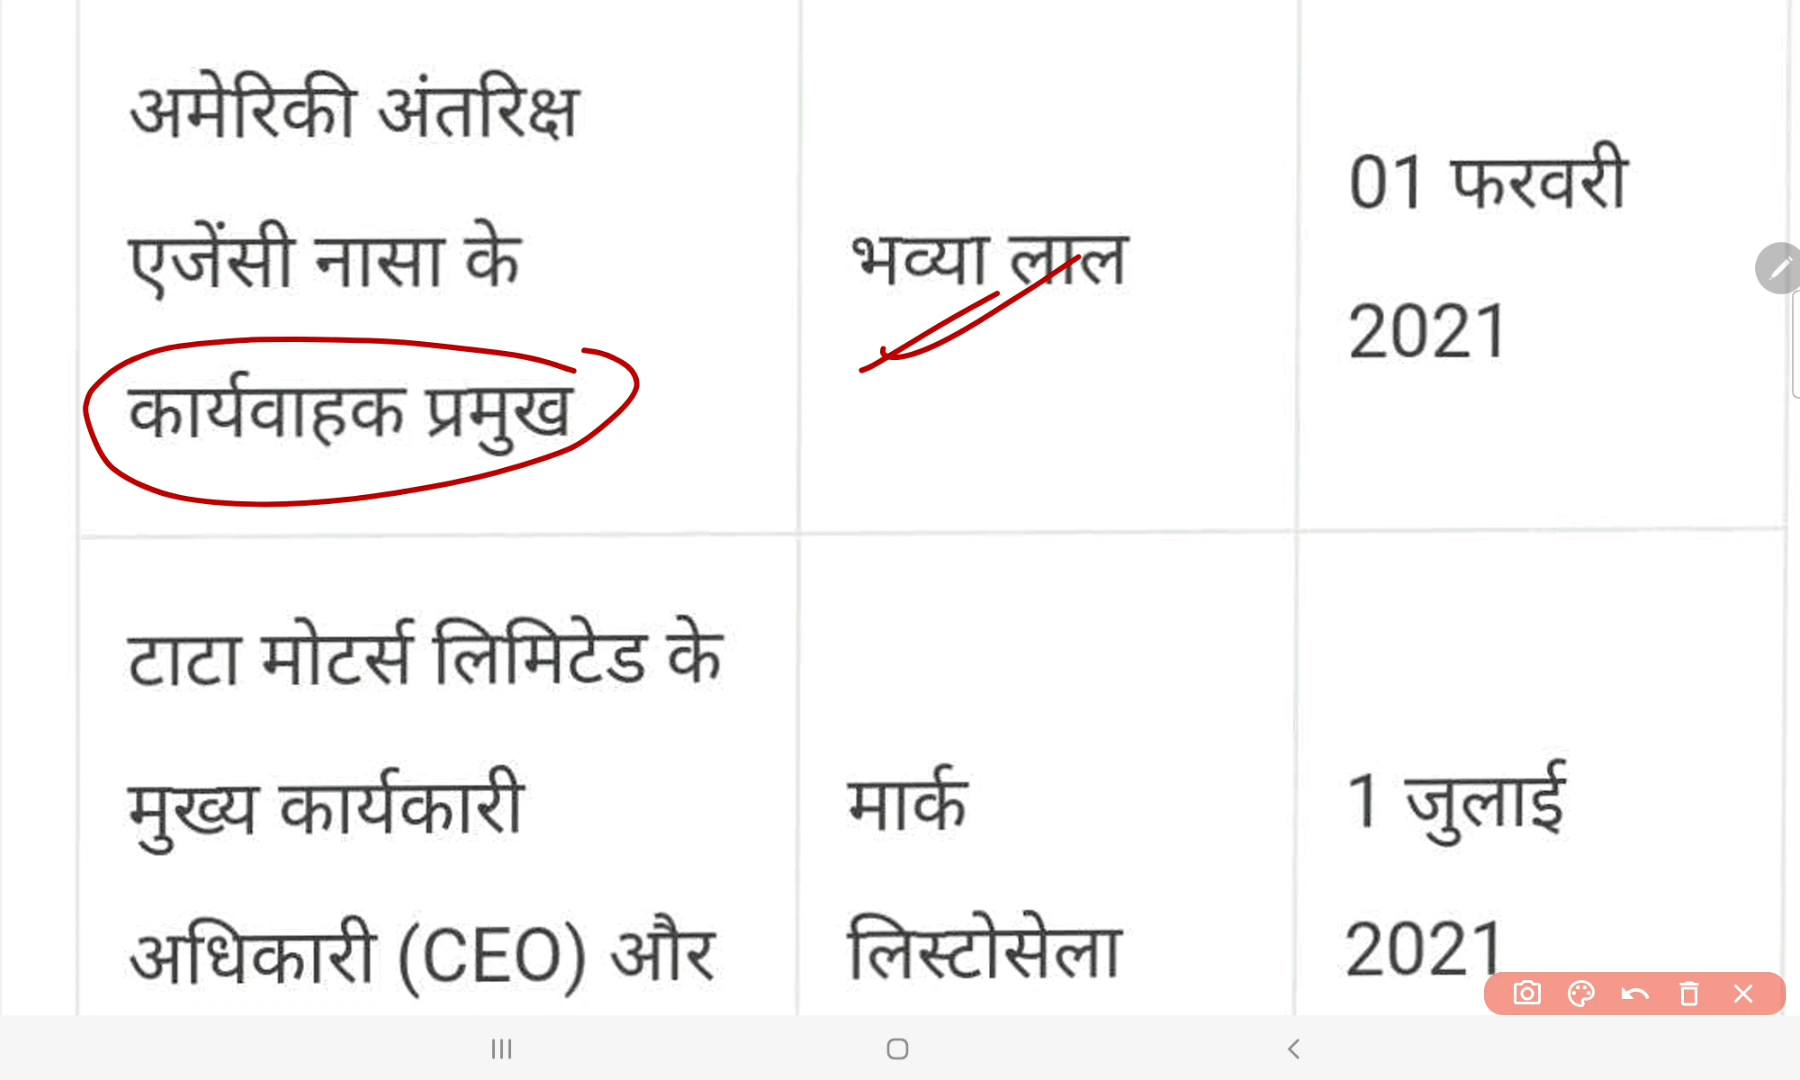 अमेरिकी अंतरिक्ष
एजेंसी नासा के
कार्यवाहक प्रमुख
भव्या लाल
01 फरवरी
2021
टाटा मोटर्स लिमिटेड के
मुख्य कार्यकारी
अधिकारी (CEO) और
मार्क
लिस्टोसेला
1 जुलाई
2021